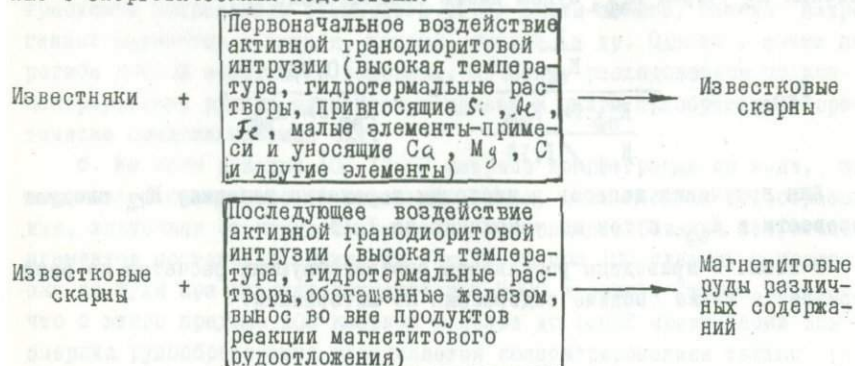 Первоначальное воздействие
активной гранодиоритовой
интрузии (высокая темпера-
Известняки + тура, гидротермальные рас- Известковые
творы, привносящие Si, Al, скарны
Fe, малые элементы-приме-
си и уносящие Ca, Mg, C
и другие элементы)
Последующее воздействие
активной гранодиоритовой
интрузии (высокая темпера- Магнетитовые
Известковые + тура, гидротермальные рас- руды различ-
скарны творы, обогащенные железом, ных содержа-
вынос во вне продуктов ний
реакции магнетитового
рудоотложения)